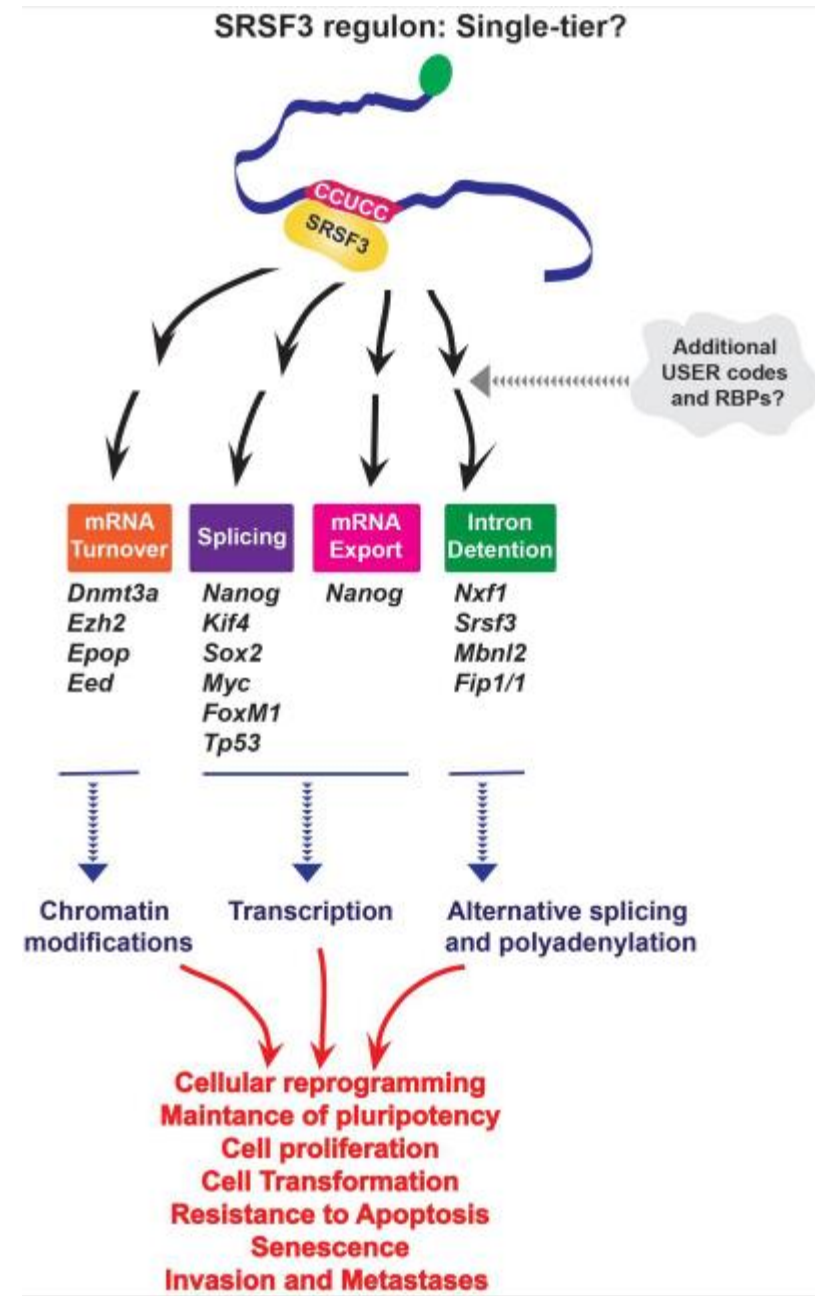 SRSF3 regulon: Single-tier?
CCUCC
SRSF3
Additional
USER codes
and RBPs?
mRNA
Turnover
Dnmt3a
Ezh2
Epop
Eed
Splicing
Nanog
Kif4
Sox2
Myc
FoxM1
Tp53
mRNA
Export
Nanog
Intron
Detention
Nxf1
Srsf3
Mbnl2
Fip1/1
Chromatin
modifications
Transcription
Alternative splicing
and polyadenylation
Cellular reprogramming
Maintance of pluripotency
Cell proliferation
Cell Transformation
Resistance to Apoptosis
Senescence
Invasion and Metastases